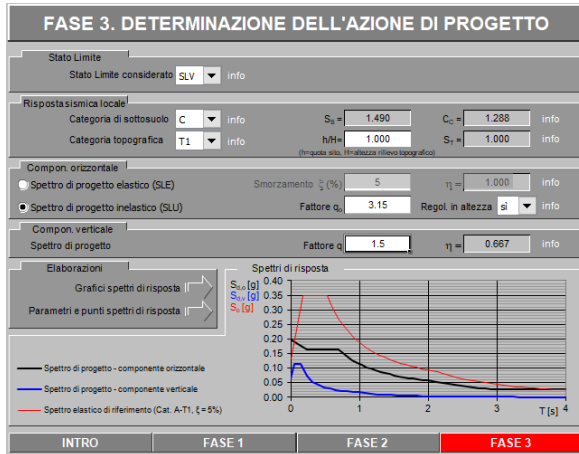 FASE 3. DETERMINAZIONE DELL'AZIONE DI PROGETTO
Stato Limite
Stato Limite considerato SLV info
Risposta sismica locale
Categoria di sottosuolo C info SS = 1.490 CC = 1.288 info
Categoria topografica T1 info h/H= 1.000 ST = 1.000 info
(h=quota sito, H=altezza rilievo topografico)
Compon. orizzontale
Spettro di progetto elastico (SLE) Smorzamento ξ (%) 5 η = 1.000 info
Spettro di progetto inelastico (SLU) Fattore qo 3.15 Regol. in altezza sì info
Compon. verticale
Spettro di progetto Fattore q 1.5 η = 0.667 info
Elaborazioni
Grafici spettri di risposta
Parametri e punti spettri di risposta
Spettri di risposta
Sd,o [g]
Sd,v [g]
Se [g]
0.40
0.35
0.30
0.25
0.20
0.15
0.10
0.05
0.00
0 1 2 3 4
T [s]
Spettro di progetto - componente orizzontale
Spettro di progetto - componente verticale
Spettro elastico di riferimento (Cat. A-T1, ξ = 5%)
INTRO FASE 1 FASE 2 FASE 3